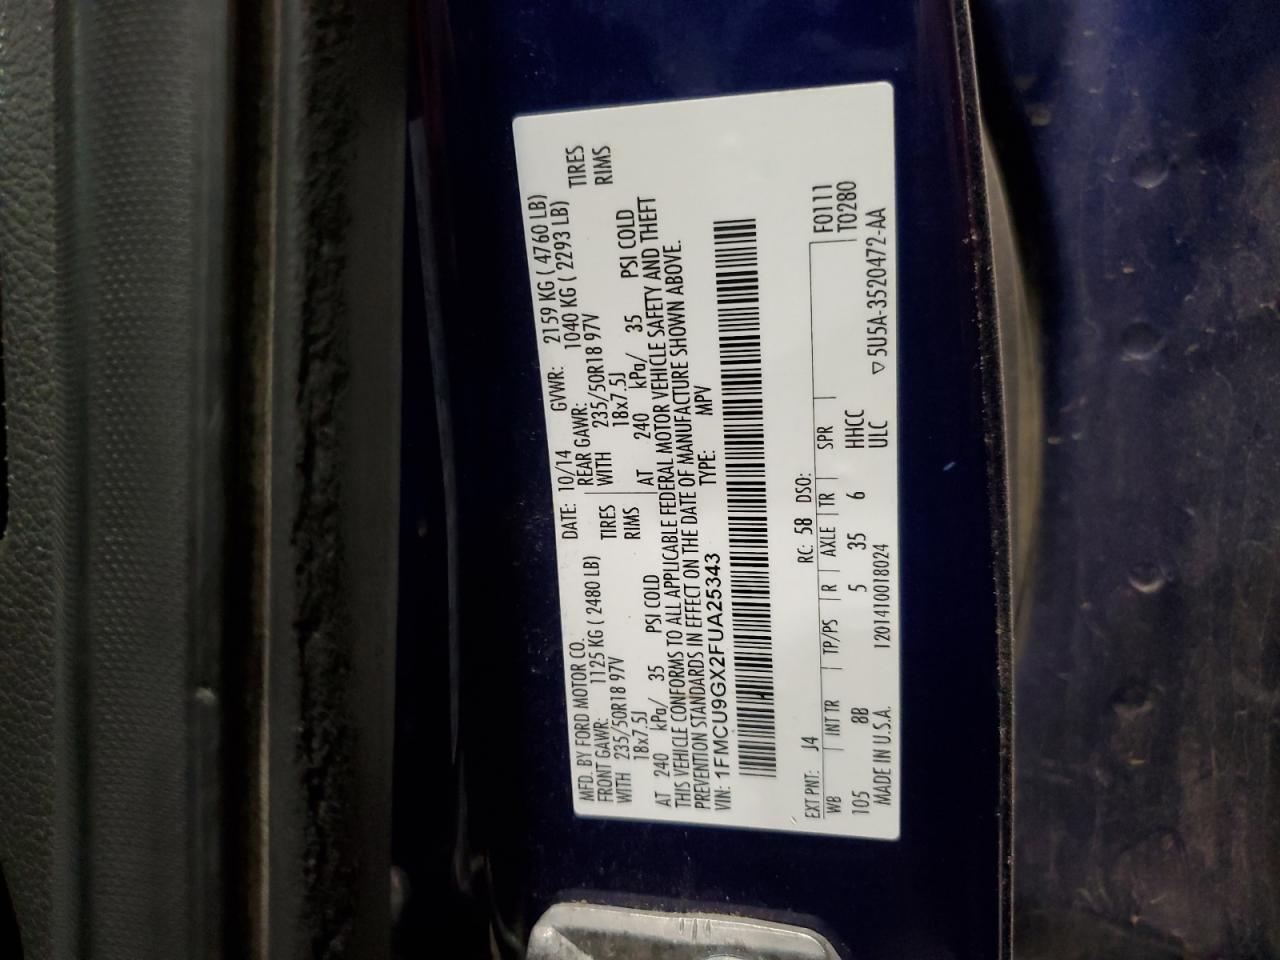 MFD. BY FORD MOTOR CO.
DATE: 10/14 GVWR: 2159 KG ( 4760 LB)
FRONT GAWR: 1125 KG ( 2480 LB)
REAR GAWR: 1040 KG ( 2293 LB)
WITH 235/50R18 97V TIRES
WITH 235/50R18 97V TIRES
18x7.5J RIMS
18x7.5J RIMS
AT 240 kPa/ 35 PSI COLD
AT 240 kPa/ 35 PSI COLD
THIS VEHICLE CONFORMS TO ALL APPLICABLE FEDERAL MOTOR VEHICLE SAFETY AND THEFT
PREVENTION STANDARDS IN EFFECT ON THE DATE OF MANUFACTURE SHOWN ABOVE.
VIN: 1FMCU9GX2FUA25343 TYPE: MPV
EXT PNT: J4 RC: 58 DSO:
F0111
WB INT TR TP/PS R AXLE TR SPR
T0280
105 8B 5 35 6 HHCC
MADE IN U.S.A. 1201410018024 ULC ▽5U5A-3520472-AA